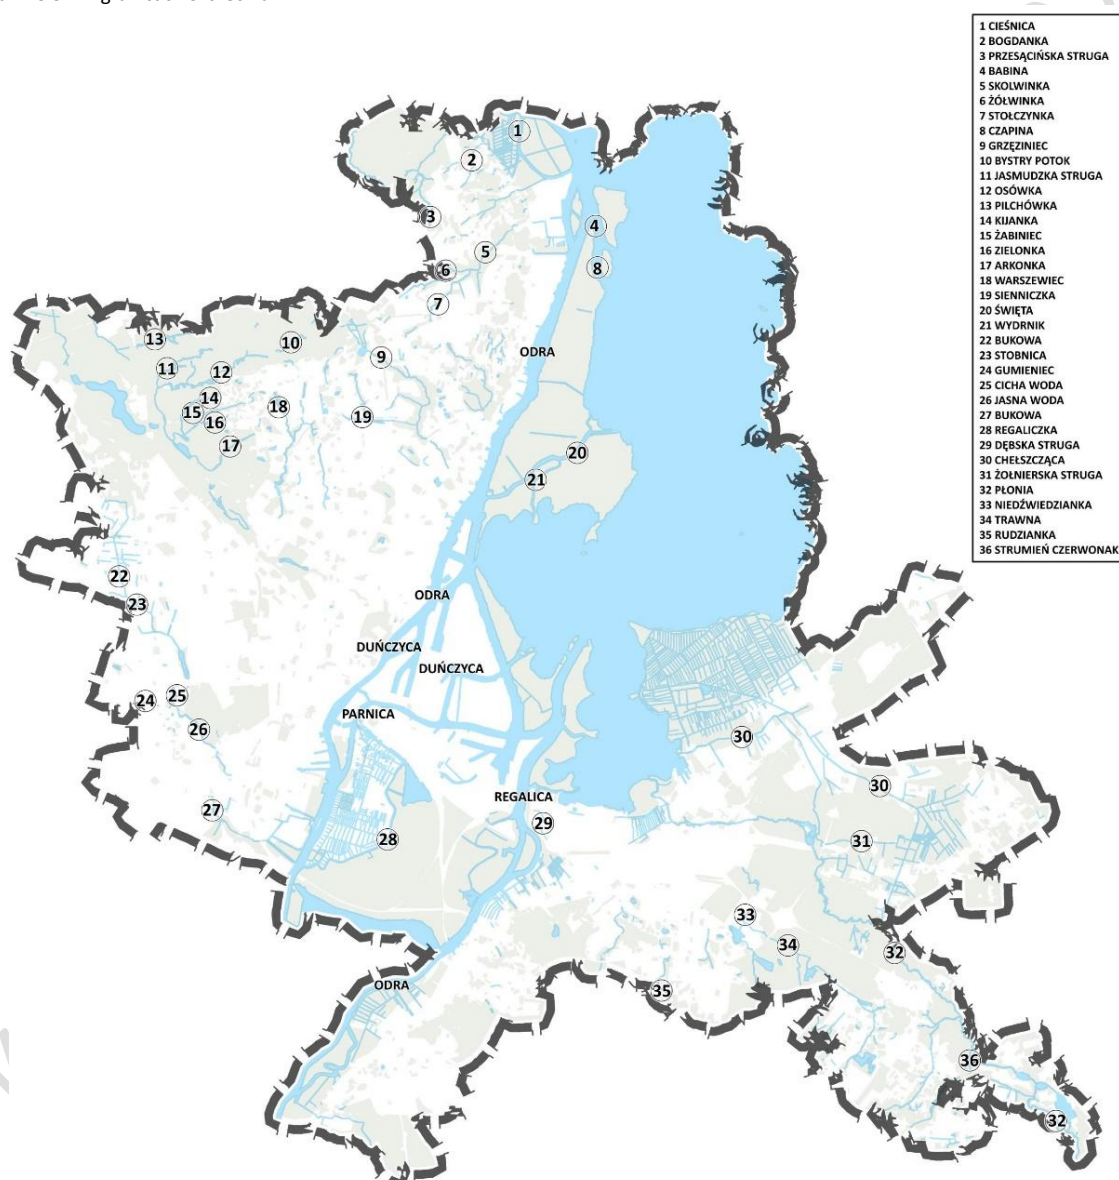 1 CIEŚNICA
2 BOGDANKA
3 PRZESĄCIŃSKA STRUGA
4 BABINA
5 SKOLWINKA
6 ŻÓŁWINKA
7 STOŁCZYNKA
8 CZAPINA
9 GRZĘZINIEC
10 BYSTRY POTOK
11 JASMUDZKA STRUGA
12 OSÓWKA
13 PILCHÓWKA
14 KIJANKA
15 ŻABINIEC
16 ZIELONKA
17 ARKONKA
18 WARSZEWIEC
19 SIENNICZKA
20 ŚWIĘTA
21 WYDRNIK
22 BUKOWA
23 STOBNICA
24 GUMIENIEC
25 CICHA WODA
26 JASNA WODA
27 BUKOWA
28 REGALICZKA
29 DĘBSKA STRUGA
30 CHEŁSZCZĄCA
31 ŻOŁNIERSKA STRUGA
32 PŁONIA
33 NIEDŹWIEDZIANKA
34 TRAWNA
35 RUDZIANKA
36 STRUMIEŃ CZERWONAK
1
2
3
4
5
6
8
7
13
10
ODRA
9
11
12
14
18
15
16
19
17
20
21
22
ODRA
23
DUŃCZYCA
DUŃCZYCA
25
24
PARNICA
26
30
30
REGALICA
27
29
28
31
33
34
32
ODRA
35
36
32